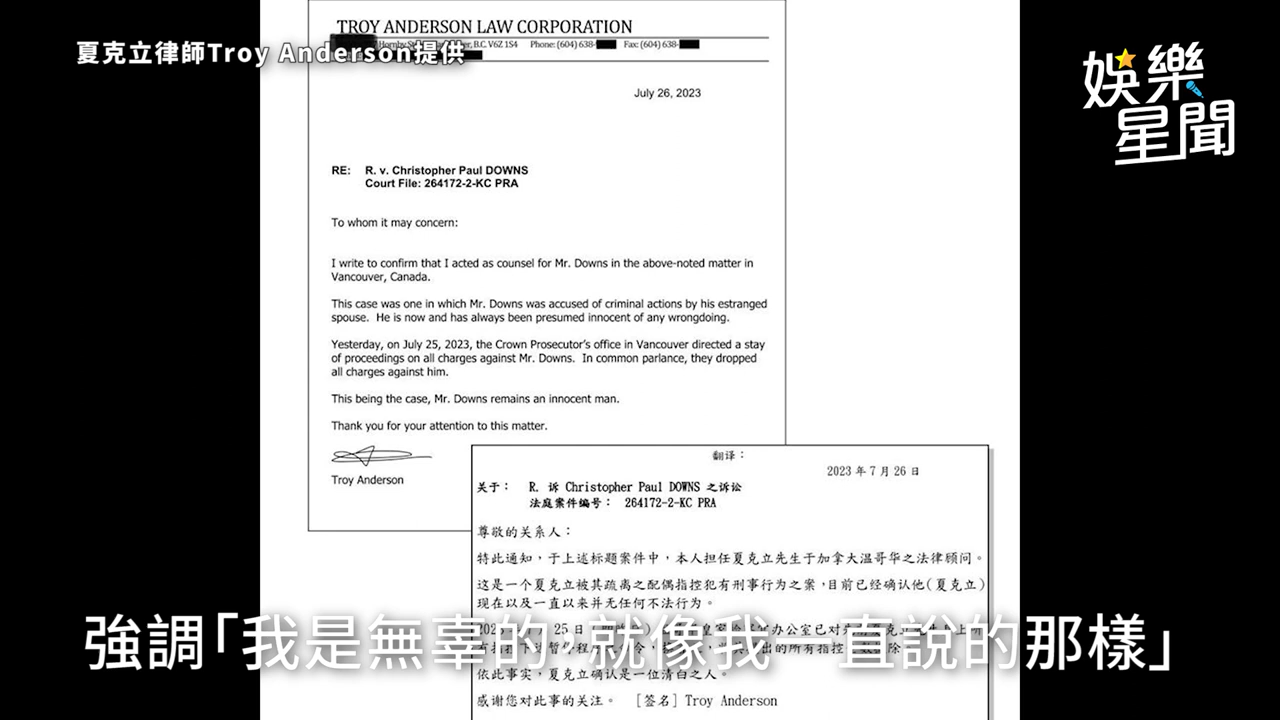 TROY ANDERSON LAW CORPORATION
Hornby B.C. V6Z 1S4 Phone: (604) 638- Fax: (604) 638-
夏克立律師Troy Anderson提供
娛樂
星聞
July 26, 2023
RE: R. v. Christopher Paul DOWNS
Court File: 264172-2-KC PRA
To whom it may concern:
I write to confirm that I acted as counsel for Mr. Downs in the above-noted matter in
Vancouver, Canada.
This case was one in which Mr. Downs was accused of criminal actions by his estranged
spouse. He is now and has always been presumed innocent of any wrongdoing.
Yesterday, on July 25, 2023, the Crown Prosecutor's office in Vancouver directed a stay
of proceedings on all charges against Mr. Downs. In common parlance, they dropped
all charges against him.
This being the case, Mr. Downs remains an innocent man.
Thank you for your attention to this matter.
Troy Anderson
翻译：
2023 年 7 月 26 日
关于： R. 诉 Christopher Paul DOWNS 之诉讼
法庭案件编号： 264172-2-KC PRA
尊敬的关系人：
特此通知，于上述标题案件中，本人担任夏克立先生于加拿大温哥华之法律顾问。
这是一个夏克立被其疏离之配偶指控犯有刑事行为之案，目前已经确认他(夏克立)
现在以及一直以来并无任何不法行为。
25日 办公室已对
的所有指控
依此事实，夏克立确认是一位清白之人。
感谢您对此事的关注。 [签名] Troy Anderson
強調「我是無辜的，就像我一直說的那樣」